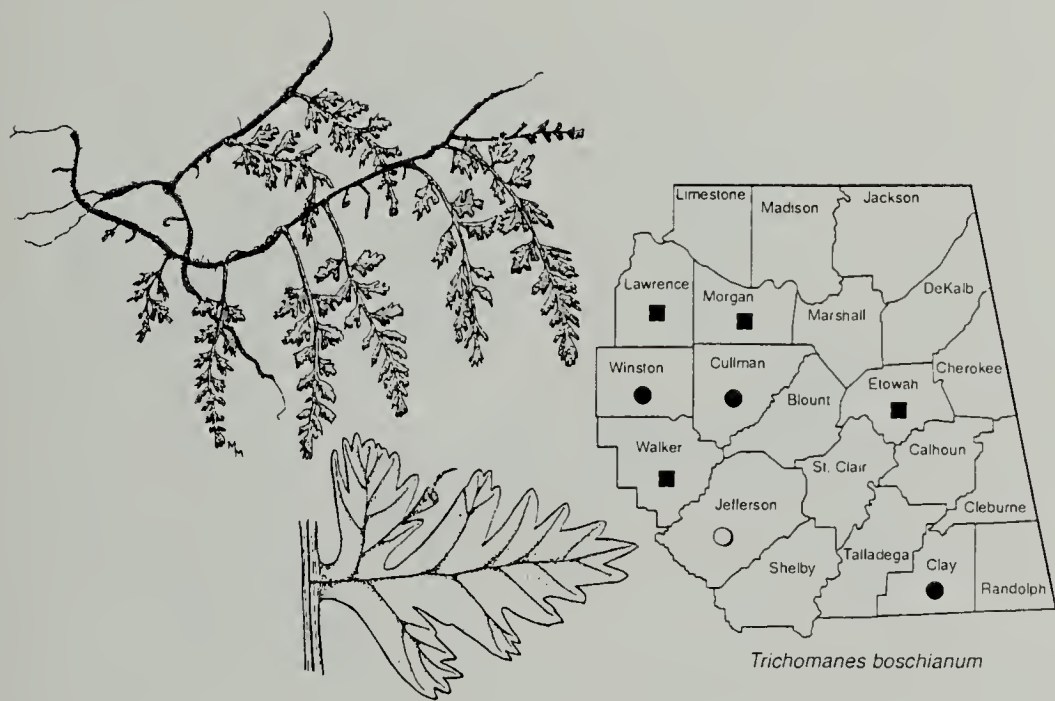 Limestone
Madison
Jackson
Lawrence
Morgan
Marshall
DeKalb
Winston
Cullman
Blount
Etowah
Cherokee
Walker
St. Clair
Calhoun
Jefferson
Cleburne
Shelby
Talladega
Clay
Randolph
MM
Trichomanes boschianum